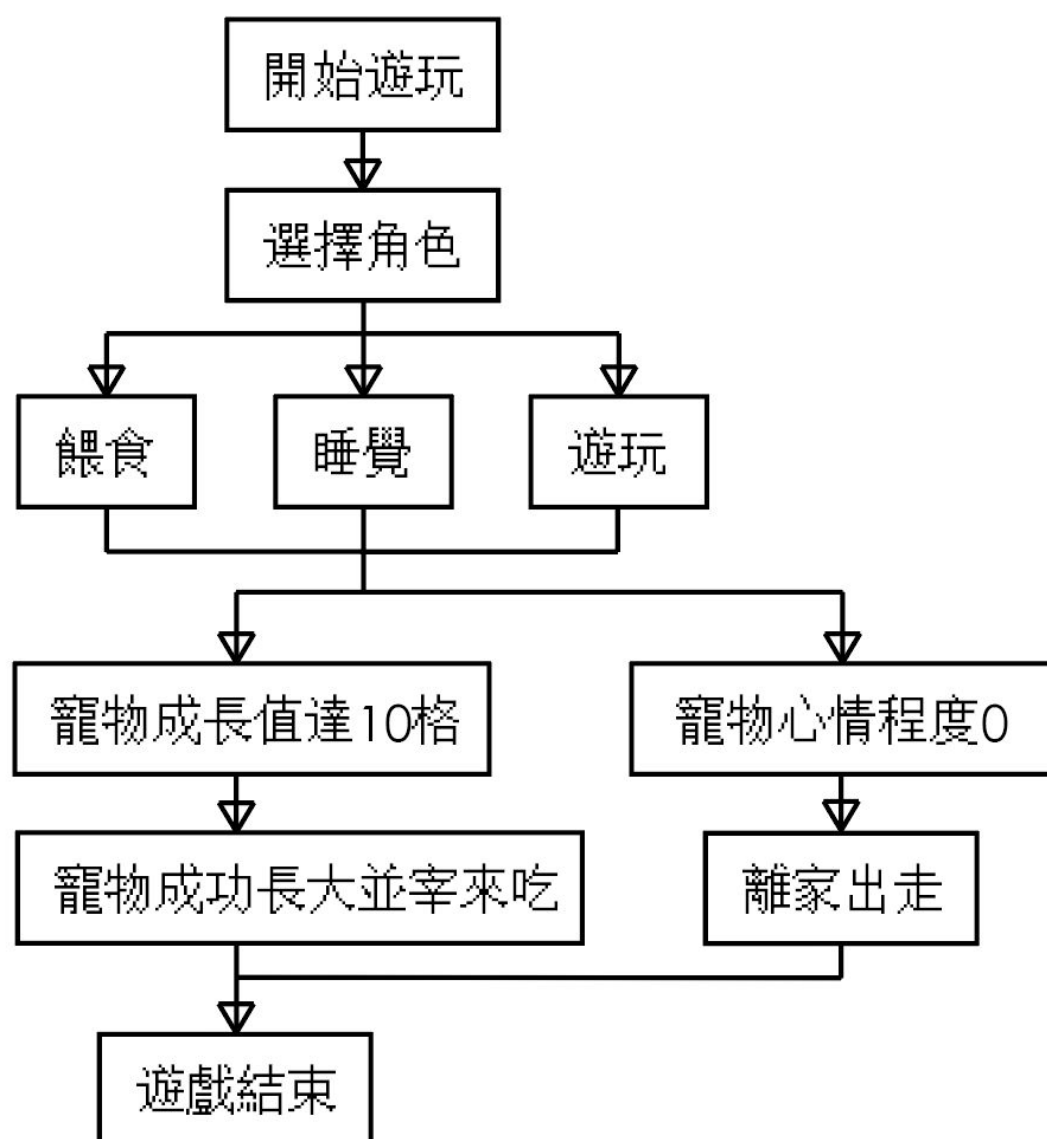 開始遊玩
選擇角色
餵食
睡覺
遊玩
寵物成長值達10格
寵物心情程度0
寵物成功長大並宰來吃
離家出走
遊戲結束